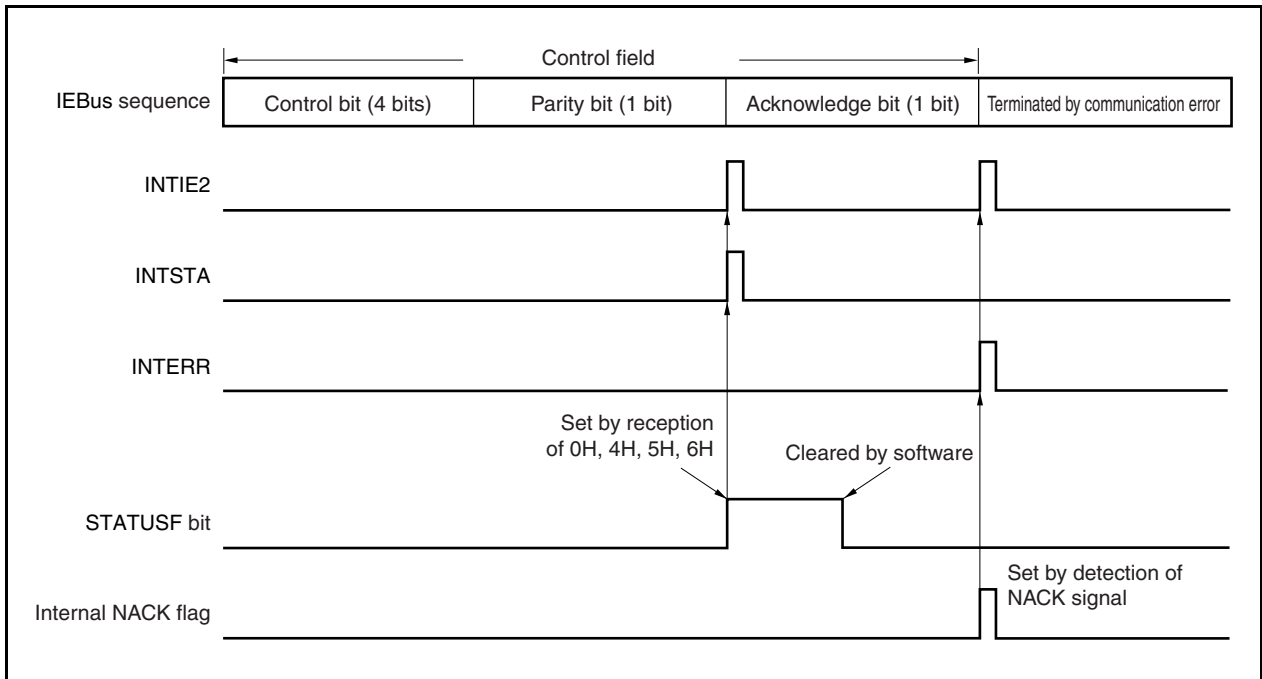 Control field
IEBus sequence
Control bit (4 bits)
Parity bit (1 bit)
Acknowledge bit (1 bit)
Terminated by communication error
INTIE2
INTSTA
INTERR
Set by reception
of 0H, 4H, 5H, 6H
Cleared by software
STATUSF bit
Set by detection of
NACK signal
Internal NACK flag